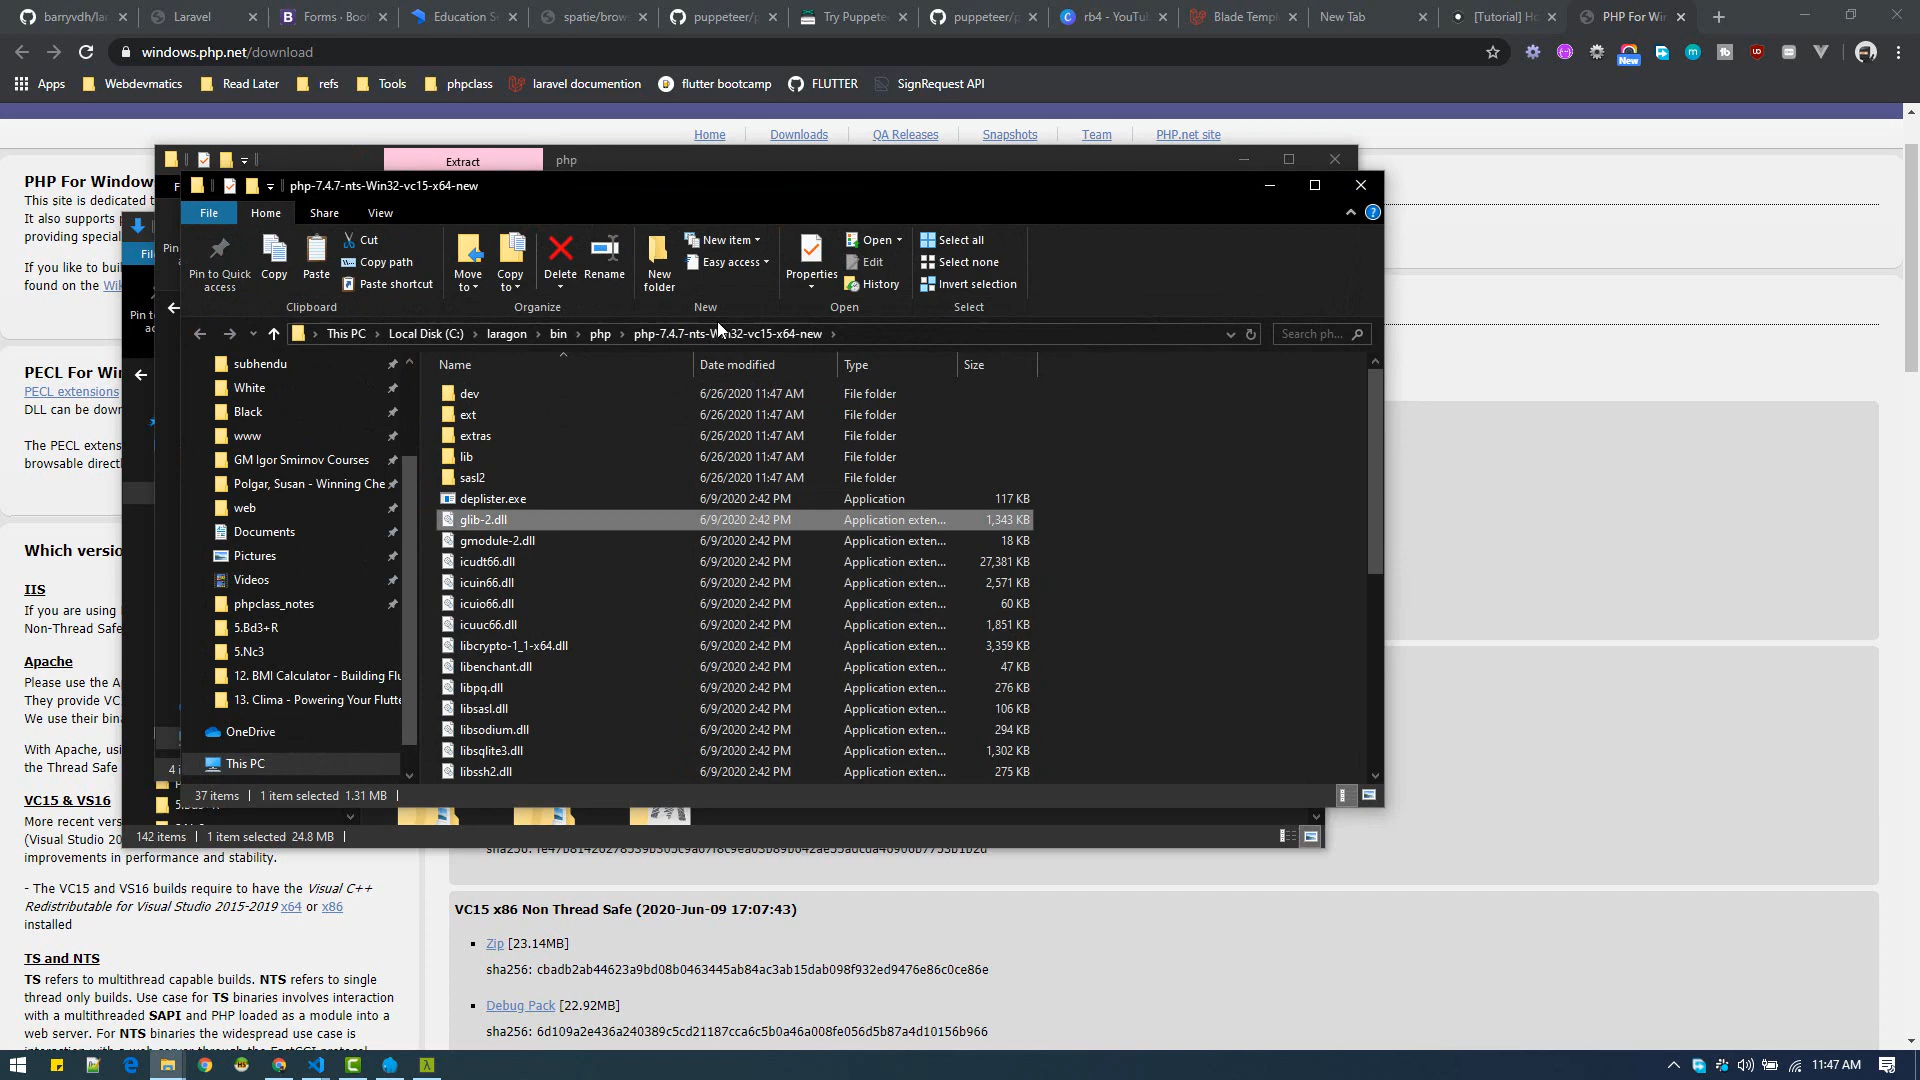 barryvdh/lar
Laravel
Forms · Boo
Education S
spatie/brow
puppeteer/p
Try Puppete
puppeteer/p
rb4 - YouTu
Blade Temp
New Tab
[Tutorial] H
PHP For Win
windows.php.net/download
New
Apps
Webdevmatics
Read Later
refs
Tools
phpclass
laravel documention
flutter bootcamp
FLUTTER
SignRequest API
Home
Downloads
QA Releases
Snapshots
Team
PHP.net site
PHP For Window
This site is dedicated t
It also supports p
providing special
If you like to buil
found on the Wik
PECL For Win
PECL extensions
DLL can be down
The PECL extens
browsable directi
Which versio
IIS
If you are using
Non-Thread Safe
Apache
Please use the A
They provide VC
We use their bina
With Apache, usi
the Thread Safe
VC15 & VS16
More recent vers
(Visual Studio 20
improvements in performance and stability.
- The VC15 and VS16 builds require to have the Visual C++
Redistributable for Visual Studio 2015-2019 x64 or x86
installed
TS and NTS
TS refers to multithread capable builds. NTS refers to single
thread only builds. Use case for TS binaries involves interaction
with a multithreaded SAPI and PHP loaded as a module into a
web server. For NTS binaries the widespread use case is
Extract
php
php-7.4.7-nts-Win32-vc15-x64-new
File
Home
Share
View
Pin to Quick access
Copy
Paste
Cut
Copy path
Paste shortcut
Clipboard
Move to
Copy to
Delete
Rename
Organize
New folder
New item
Easy access
New
Properties
Open
Edit
History
Open
Select all
Select none
Invert selection
Select
This PC
Local Disk (C:)
laragon
bin
php
php-7.4.7-nts-Win32-vc15-x64-new
Search ph...
subhendu
White
Black
www
GM Igor Smirnov Courses
Polgar, Susan - Winning Che
web
Documents
Pictures
Videos
phpclass_notes
5.Bd3+R
5.Nc3
12. BMI Calculator - Building Flu
13. Clima - Powering Your Flutte
OneDrive
This PC
Name Date modified Type Size
dev 6/26/2020 11:47 AM File folder
ext 6/26/2020 11:47 AM File folder
extras 6/26/2020 11:47 AM File folder
lib 6/26/2020 11:47 AM File folder
sasl2 6/26/2020 11:47 AM File folder
deplister.exe 6/9/2020 2:42 PM Application 117 KB
glib-2.dll 6/9/2020 2:42 PM Application exten... 1,343 KB
gmodule-2.dll 6/9/2020 2:42 PM Application exten... 18 KB
icudt66.dll 6/9/2020 2:42 PM Application exten... 27,381 KB
icuin66.dll 6/9/2020 2:42 PM Application exten... 2,571 KB
icuio66.dll 6/9/2020 2:42 PM Application exten... 60 KB
icuuc66.dll 6/9/2020 2:42 PM Application exten... 1,851 KB
libcrypto-1_1-x64.dll 6/9/2020 2:42 PM Application exten... 3,359 KB
libenchant.dll 6/9/2020 2:42 PM Application exten... 47 KB
libpq.dll 6/9/2020 2:42 PM Application exten... 276 KB
libsasl.dll 6/9/2020 2:42 PM Application exten... 106 KB
libsodium.dll 6/9/2020 2:42 PM Application exten... 294 KB
libsqlite3.dll 6/9/2020 2:42 PM Application exten... 1,302 KB
libssh2.dll 6/9/2020 2:42 PM Application exten... 275 KB
37 items
1 item selected 1.31 MB
142 items
1 item selected 24.8 MB
VC15 x86 Non Thread Safe (2020-Jun-09 17:07:43)
Zip [23.14MB]
sha256: cbadb2ab44623a9bd08b0463445ab84ac3ab15dab098f932ed9476e86c0ce86e
Debug Pack [22.92MB]
sha256: 6d109a2e436a240389c5cd21187cca6c5b0a46a008fe056d5b87a4d10156b966
11:47 AM